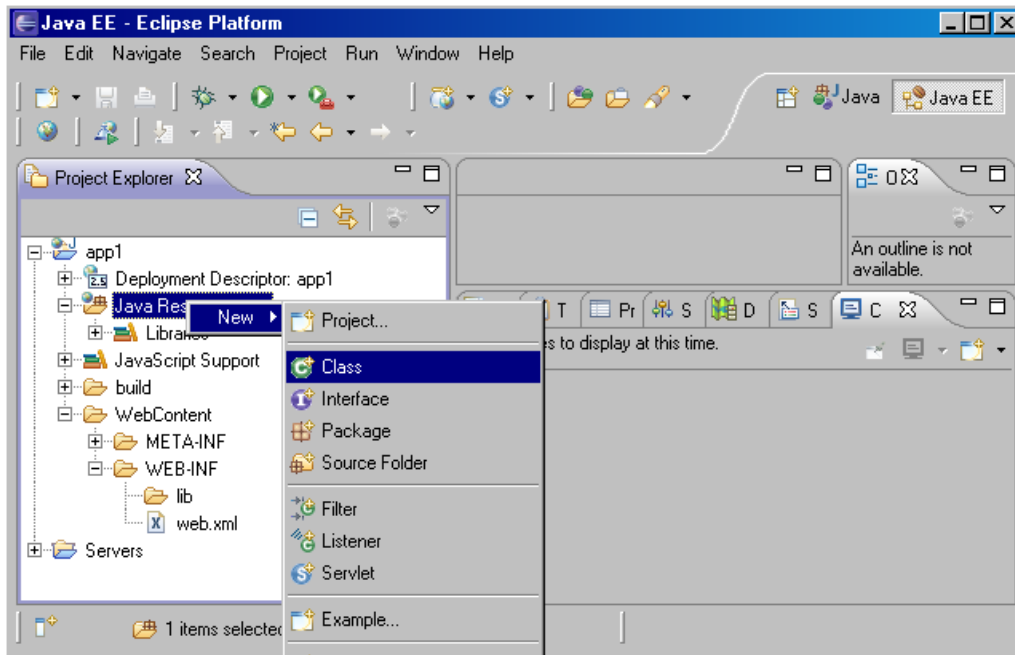 Java EE - Eclipse Platform
File Edit Navigate Search Project Run Window Help
Java Java EE
Project Explorer
O
app1
An outline is not
available.
2.5 Deployment Descriptor: app1
Java Res
New
Project...
T Pr S D S C
es to display at this time.
Libraries
Class
JavaScript Support
Interface
build
Package
WebContent
Source Folder
META-INF
WEB-INF
Filter
lib
Listener
web.xml
Servlet
Servers
Example...
1 items selected